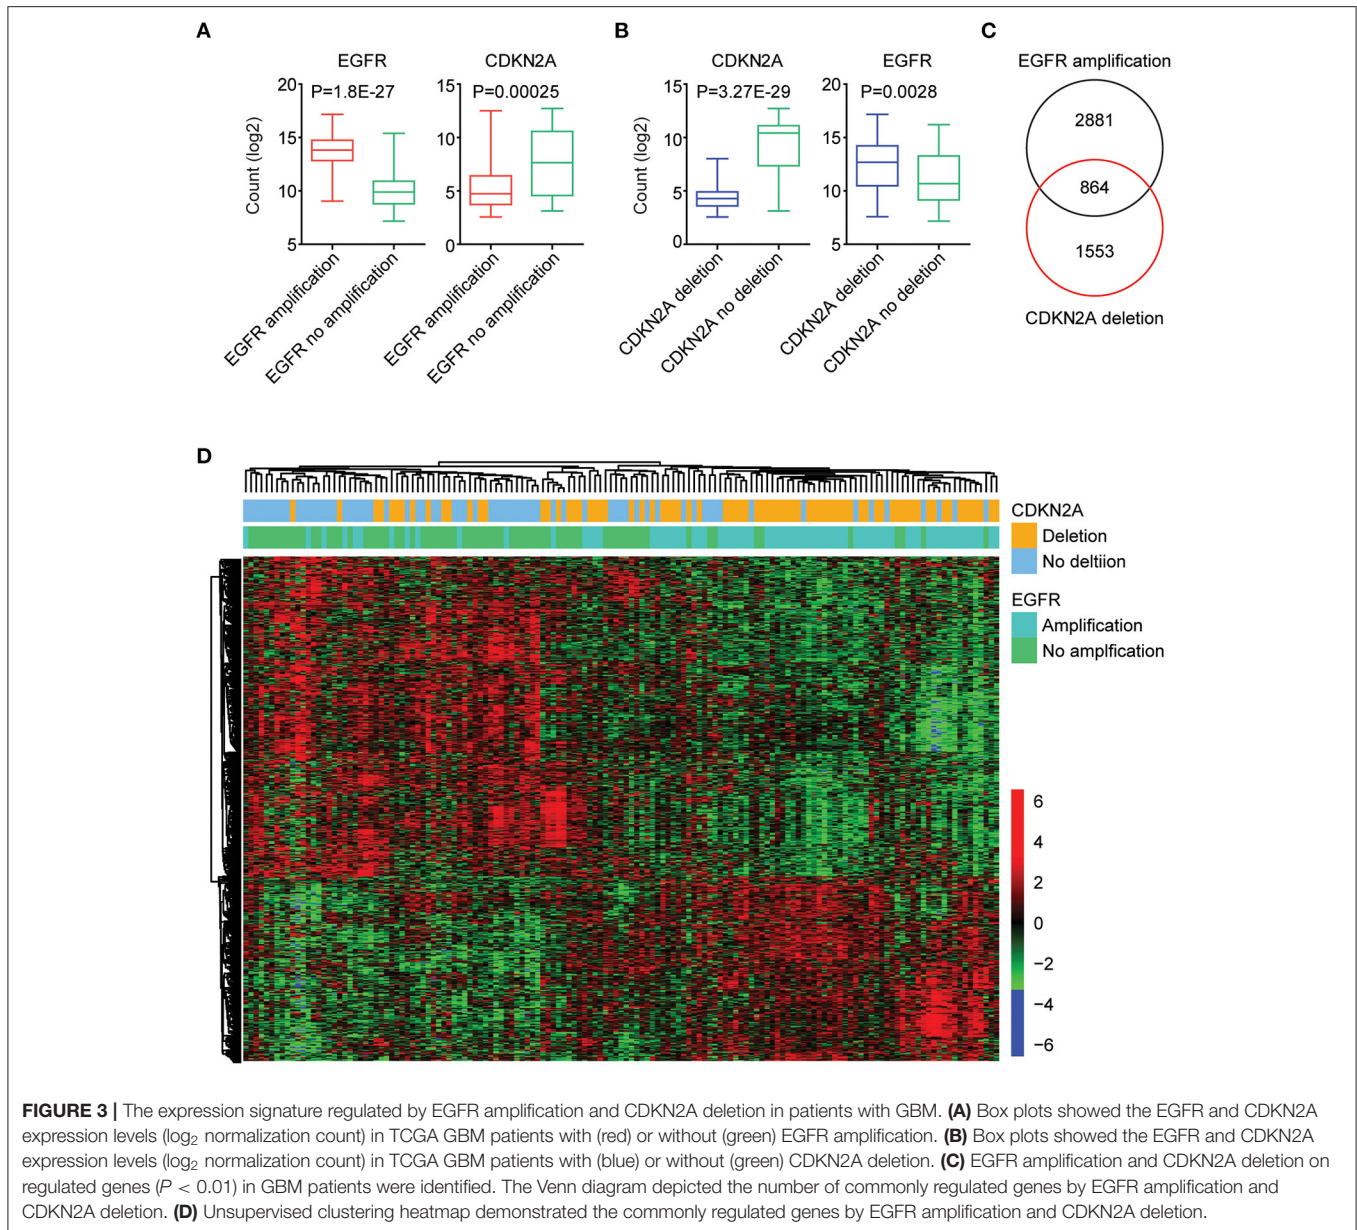 A
B
C
EGFR
CDKN2A
CDKN2A
EGFR
EGFR amplification
20
15
10
5
P=1.8E-27
Count (log2)
EGFR amplification
EGFR no amplification
15
10
5
0
P=0.00025
EGFR amplification
EGFR no amplification
15
10
5
0
P=3.27E-29
Count (log2)
CDKN2A deletion
CDKN2A no deletion
20
15
10
5
P=0.0028
CDKN2A deletion
CDKN2A no deletion
2881
864
1553
CDKN2A deletion
D
CDKN2A
Deletion
No deltiion
EGFR
Amplification
No amplfication
6
4
2
0
−2
−4
−6
FIGURE 3 | The expression signature regulated by EGFR amplification and CDKN2A deletion in patients with GBM. (A) Box plots showed the EGFR and CDKN2A
expression levels (log2 normalization count) in TCGA GBM patients with (red) or without (green) EGFR amplification. (B) Box plots showed the EGFR and CDKN2A
expression levels (log2 normalization count) in TCGA GBM patients with (blue) or without (green) CDKN2A deletion. (C) EGFR amplification and CDKN2A deletion on
regulated genes (P < 0.01) in GBM patients were identified. The Venn diagram depicted the number of commonly regulated genes by EGFR amplification and
CDKN2A deletion. (D) Unsupervised clustering heatmap demonstrated the commonly regulated genes by EGFR amplification and CDKN2A deletion.